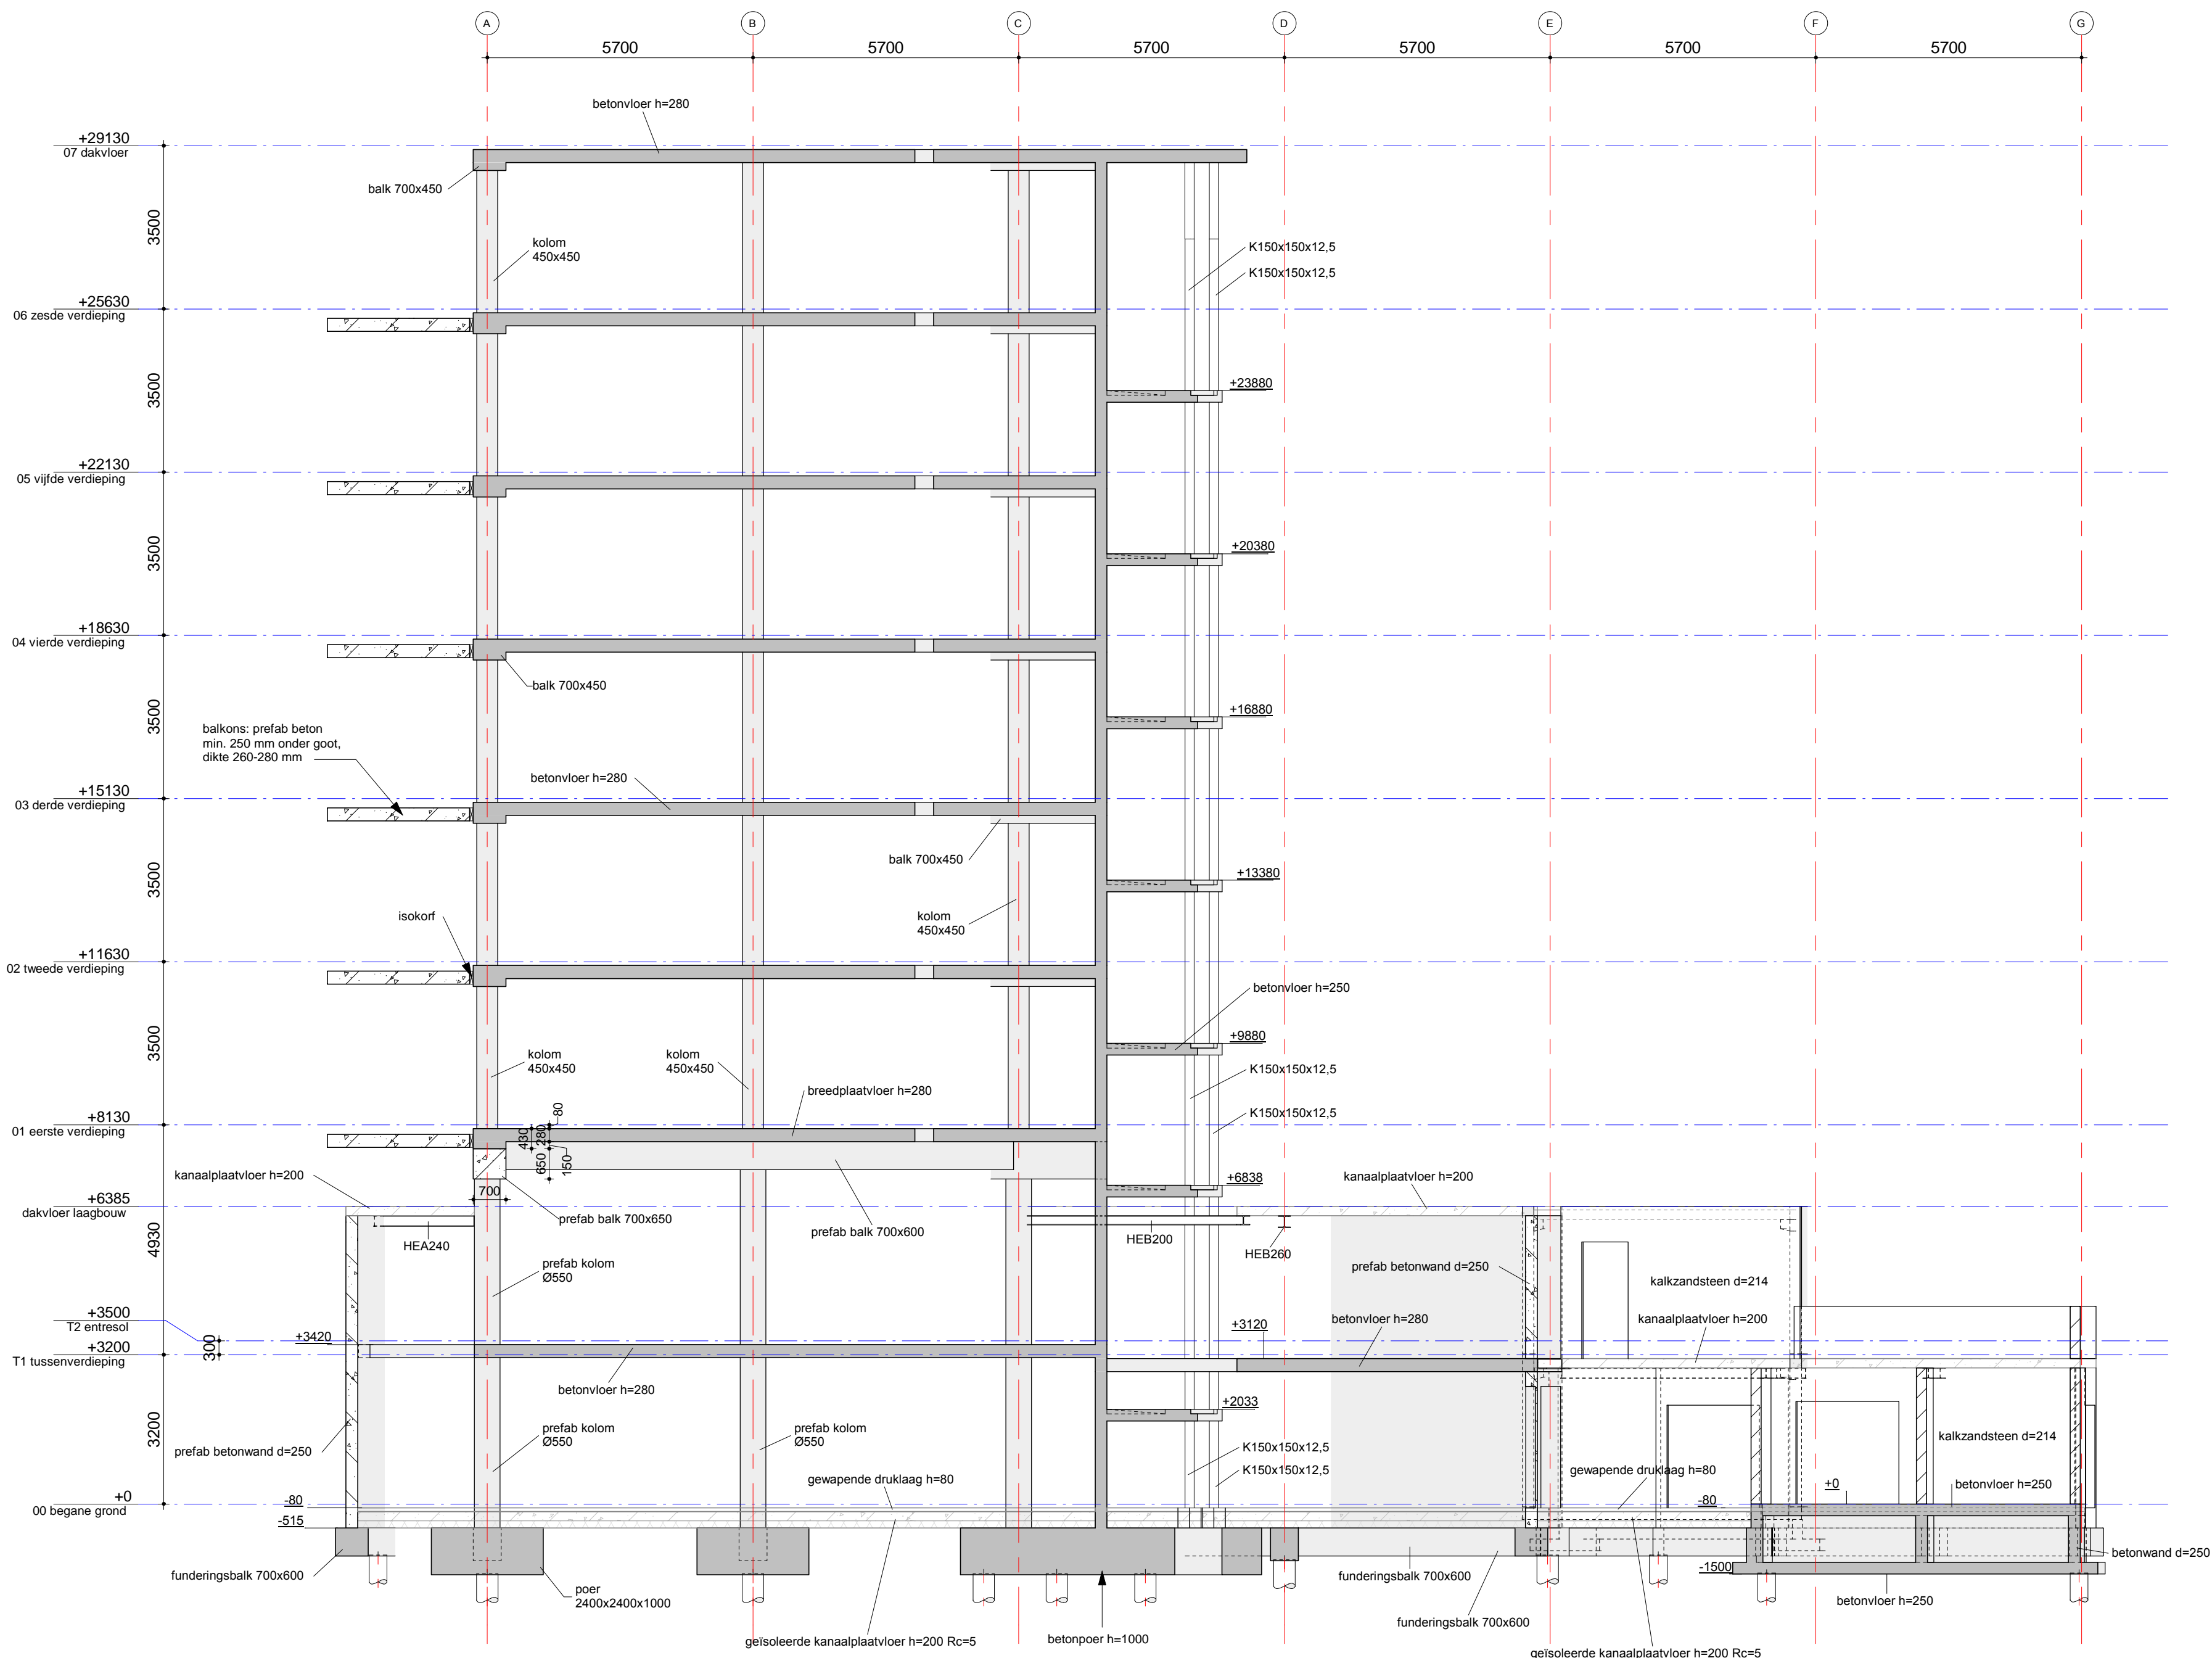 A B C D E F G
5700 5700 5700 5700 5700 5700
betonvloer h=280
+29130
07 dakvloer
balk 700x450
3500
kolom
450x450
K150x150x12,5
K150x150x12,5
+25630
06 zesde verdieping
3500
+23880
+22130
05 vijfde verdieping
3500
+20380
+18630
04 vierde verdieping
balk 700x450
3500
+16880
balkons: prefab beton
min. 250 mm onder goot,
dikte 260-280 mm
betonvloer h=280
+15130
03 derde verdieping
balk 700x450
3500
+13380
isokorf
kolom
450x450
+11630
02 tweede verdieping
betonvloer h=250
3500
+9880
kolom
450x450
kolom
450x450
K150x150x12,5
breedplaatvloer h=280
K150x150x12,5
+8130
01 eerste verdieping
80
430
280
650
150
kanaalplaatvloer h=200
700
+6838
kanaalplaatvloer h=200
+6385
dakvloer laagbouw
prefab balk 700x650
prefab balk 700x600
4930
HEA240
HEB200
HEB260
prefab kolom
Ø550
prefab betonwand d=250
kalkzandsteen d=214
+3500
T2 entresol
+3420
300
+3120
betonvloer h=280
kanaalplaatvloer h=200
+3200
T1 tussenverdieping
betonvloer h=280
+2033
3200
prefab betonwand d=250
prefab kolom
Ø550
prefab kolom
Ø550
K150x150x12,5
K150x150x12,5
kalkzandsteen d=214
gewapende druklaag h=80
gewapende druklaag h=80
+0
betonvloer h=250
+0
00 begane grond
-80
-80
-515
funderingsbalk 700x600
poer
2400x2400x1000
funderingsbalk 700x600
-1500
betonwand d=250
betonvloer h=250
funderingsbalk 700x600
geïsoleerde kanaalplaatvloer h=200 Rc=5
betonpoer h=1000
geïsoleerde kanaalplaatvloer h=200 Rc=5